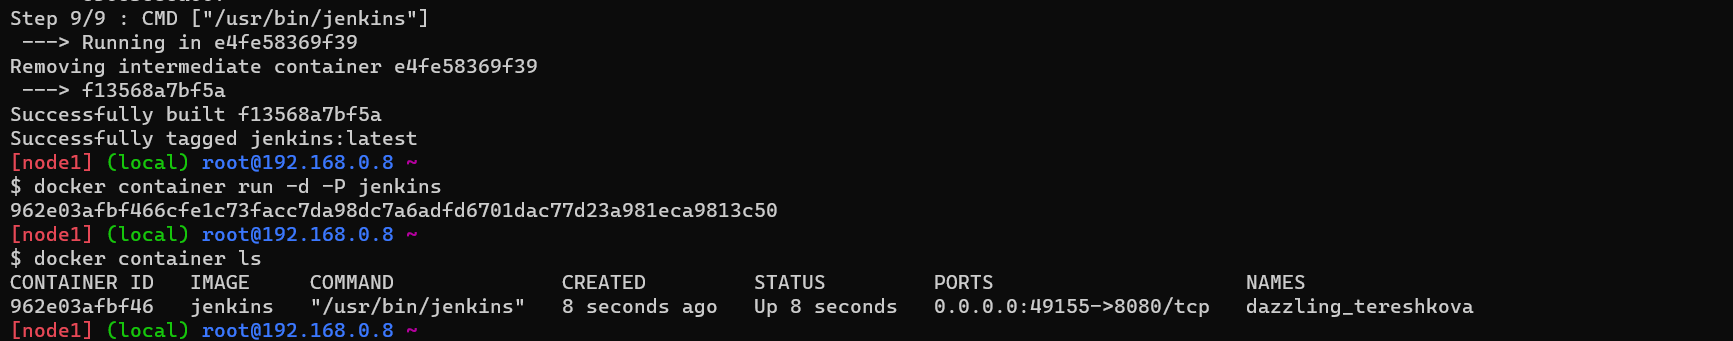 Step 9/9 : CMD ["/usr/bin/jenkins"]
 ---> Running in e4fe58369f39
Removing intermediate container e4fe58369f39
 ---> f13568a7bf5a
Successfully built f13568a7bf5a
Successfully tagged jenkins:latest
[node1] (local) root@192.168.0.8 ~
$ docker container run -d -P jenkins
962e03afbf466cfe1c73facc7da98dc7a6adfd6701dac77d23a981eca9813c50
[node1] (local) root@192.168.0.8 ~
$ docker container ls
CONTAINER ID   IMAGE     COMMAND              CREATED         STATUS         PORTS                     NAMES
962e03afbf46   jenkins   "/usr/bin/jenkins"   8 seconds ago   Up 8 seconds   0.0.0.0:49155->8080/tcp   dazzling_tereshkova
[node1] (local) root@192.168.0.8 ~